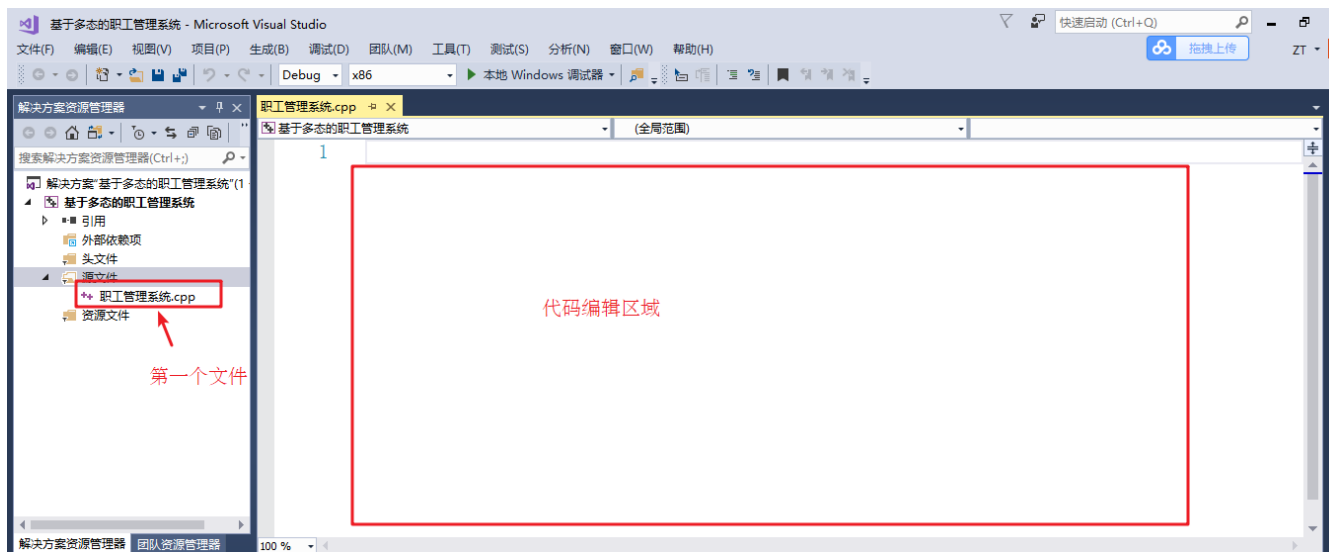 基于多态的职工管理系统 - Microsoft Visual Studio
快速启动 (Ctrl+Q)
文件(F) 编辑(E) 视图(V) 项目(P) 生成(B) 调试(D) 团队(M) 工具(T) 测试(S) 分析(N) 窗口(W) 帮助(H)
拖拽上传
ZT
Debug x86 本地 Windows 调试器
解决方案资源管理器
职工管理系统.cpp
基于多态的职工管理系统 (全局范围)
搜索解决方案资源管理器(Ctrl+;)
1
解决方案"基于多态的职工管理系统"(1
基于多态的职工管理系统
引用
外部依赖项
头文件
源文件
职工管理系统.cpp
资源文件
代码编辑区域
第一个文件
解决方案资源管理器 团队资源管理器
100 %